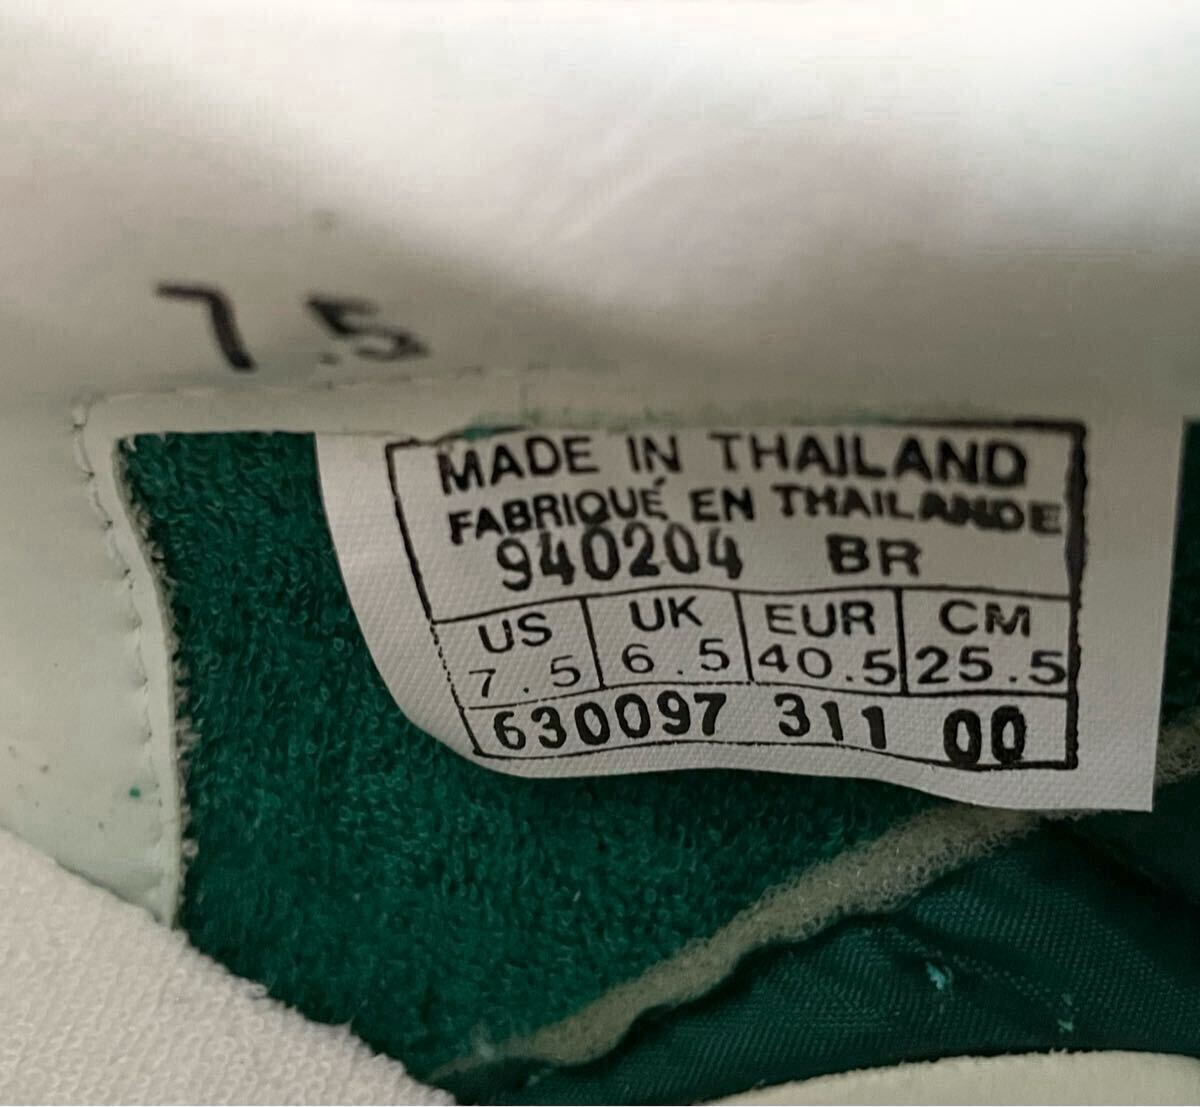 7.5
MADE IN THAILAND
FABRIQUÉ EN THAILANDE
940204 BR
US UK EUR CM
7.5 6.5 40.5 25.5
630097 311 00